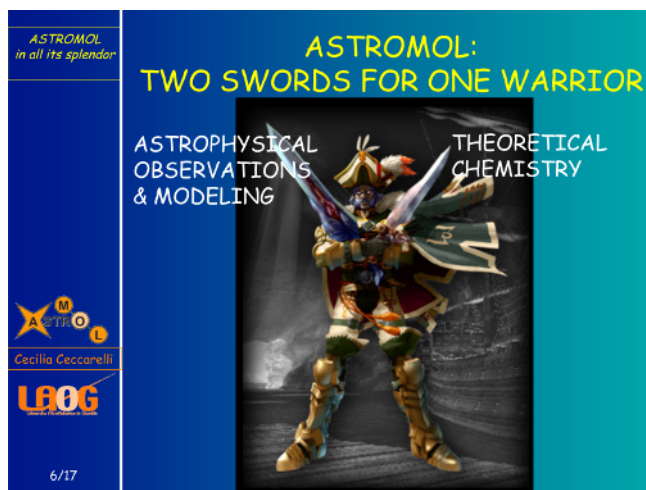 ASTROMOL
in all its splendor
ASTROMOL:
TWO SWORDS FOR ONE WARRIOR
ASTROPHYSICAL
OBSERVATIONS
& MODELING
THEORETICAL
CHEMISTRY
ASTROMOL
Cecilia Ceccarelli
LAOG
6/17